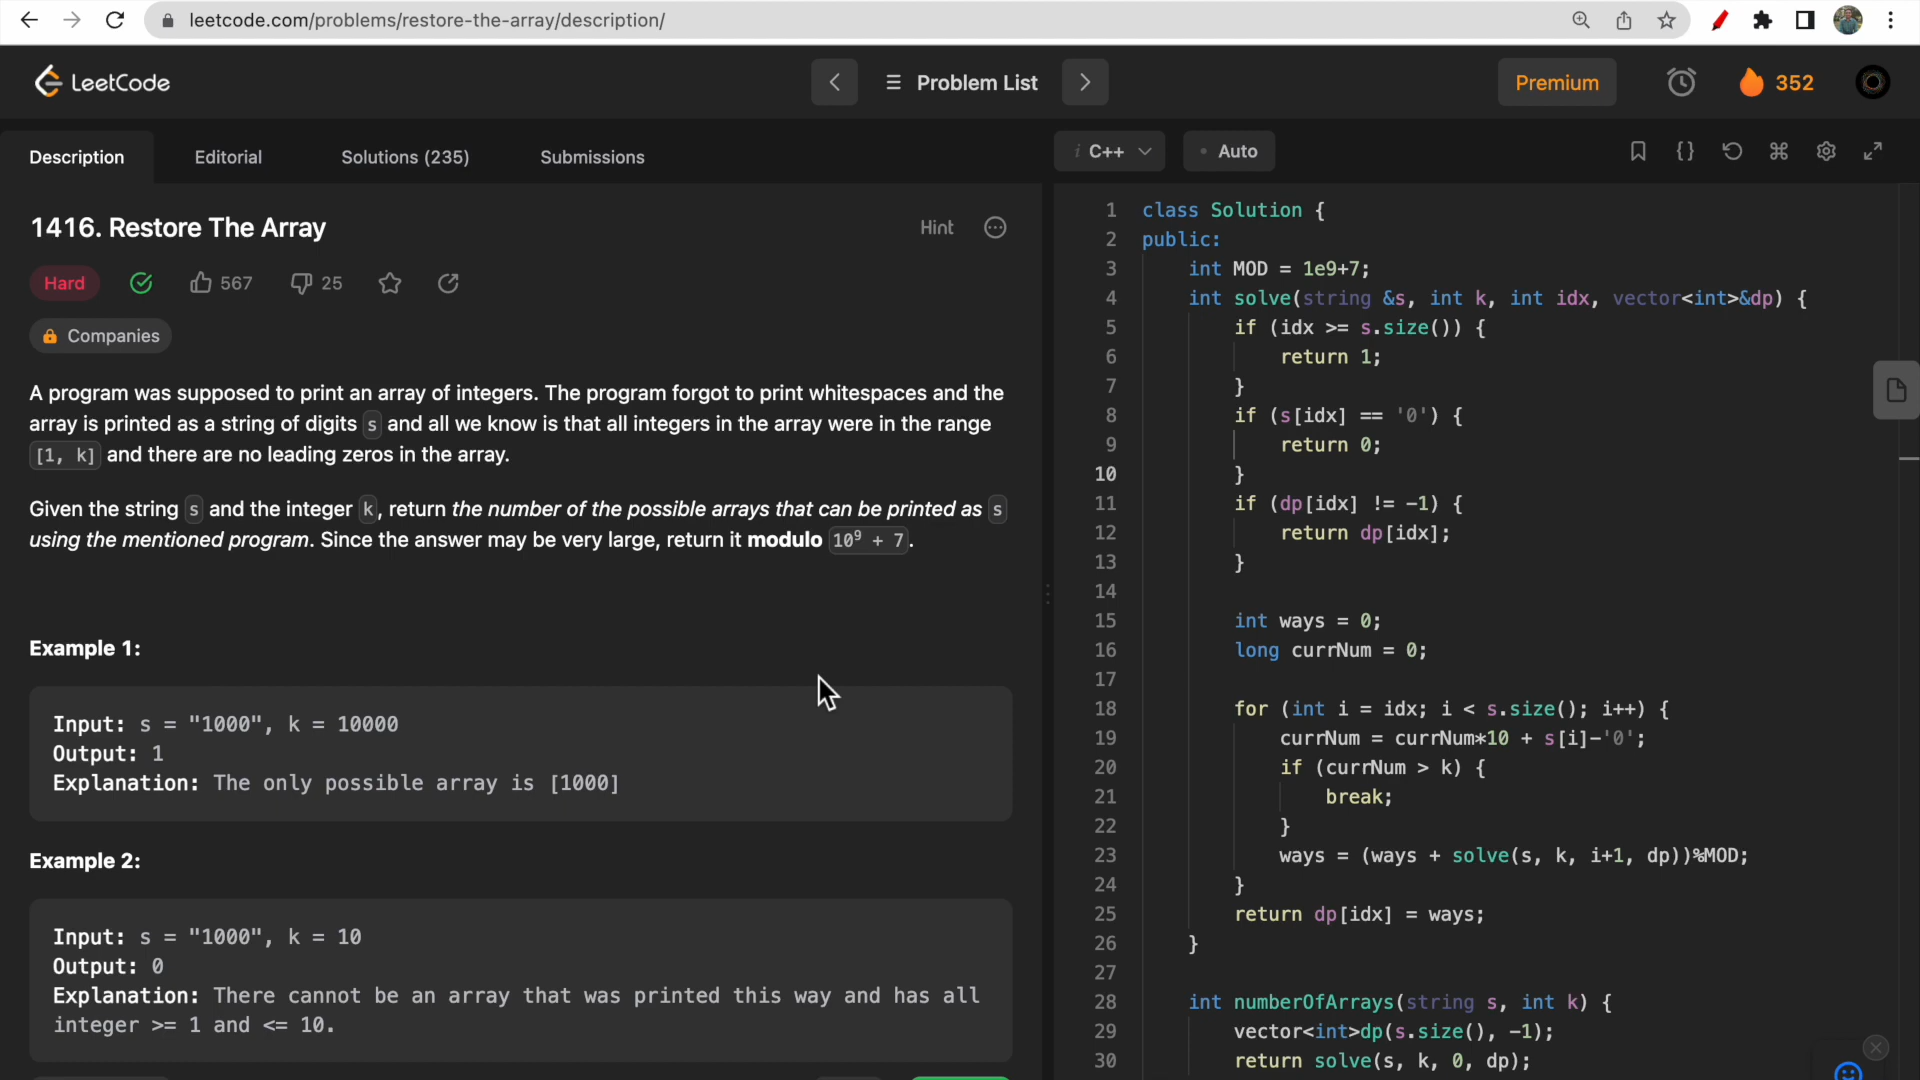 leetcode.com/problems/restore-the-array/description/
LeetCode
Problem List
Premium
352
Description
Editorial
Solutions (235)
Submissions
C++
Auto
1416. Restore The Array
Hint
Hard
567
25
Companies
A program was supposed to print an array of integers. The program forgot to print whitespaces and the
array is printed as a string of digits s and all we know is that all integers in the array were in the range
[1, k] and there are no leading zeros in the array.
Given the string s and the integer k, return the number of the possible arrays that can be printed as s
using the mentioned program. Since the answer may be very large, return it modulo 10⁹ + 7.
Example 1:
Input: s = "1000", k = 10000
Output: 1
Explanation: The only possible array is [1000]
Example 2:
Input: s = "1000", k = 10
Output: 0
Explanation: There cannot be an array that was printed this way and has all
integer >= 1 and <= 10.
1 class Solution {
2 public:
3 int MOD = 1e9+7;
4 int solve(string &s, int k, int idx, vector<int>&dp) {
5 if (idx >= s.size()) {
6 return 1;
7 }
8 if (s[idx] == '0') {
9 return 0;
10 }
11 if (dp[idx] != -1) {
12 return dp[idx];
13 }
14
15 int ways = 0;
16 long currNum = 0;
17
18 for (int i = idx; i < s.size(); i++) {
19 currNum = currNum*10 + s[i]-'0';
20 if (currNum > k) {
21 break;
22 }
23 ways = (ways + solve(s, k, i+1, dp))%MOD;
24 }
25 return dp[idx] = ways;
26 }
27
28 int numberOfArrays(string s, int k) {
29 vector<int>dp(s.size(), -1);
30 return solve(s, k, 0, dp);